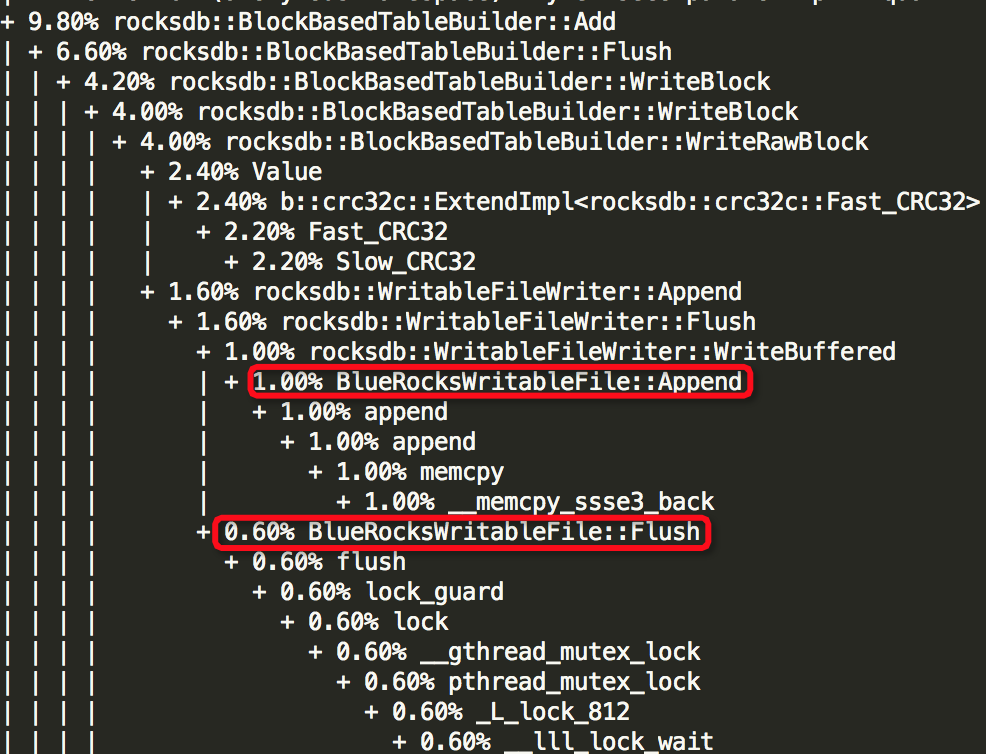 + 9.80% rocksdb::BlockBasedTableBuilder::Add
| + 6.60% rocksdb::BlockBasedTableBuilder::Flush
| | + 4.20% rocksdb::BlockBasedTableBuilder::WriteBlock
| | | + 4.00% rocksdb::BlockBasedTableBuilder::WriteBlock
| | | | + 4.00% rocksdb::BlockBasedTableBuilder::WriteRawBlock
| | | |   + 2.40% Value
| | | |   | + 2.40% b::crc32c::ExtendImpl<rocksdb::crc32c::Fast_CRC32>
| | | |   |   + 2.20% Fast_CRC32
| | | |   |     + 2.20% Slow_CRC32
| | | |   + 1.60% rocksdb::WritableFileWriter::Append
| | | |     + 1.60% rocksdb::WritableFileWriter::Flush
| | | |       + 1.00% rocksdb::WritableFileWriter::WriteBuffered
| | | |       | + 1.00% BlueRocksWritableFile::Append
| | | |       |   + 1.00% append
| | | |       |     + 1.00% append
| | | |       |       + 1.00% memcpy
| | | |       |         + 1.00% __memcpy_ssse3_back
| | | |       + 0.60% BlueRocksWritableFile::Flush
| | | |         + 0.60% flush
| | | |           + 0.60% lock_guard
| | | |             + 0.60% lock
| | | |               + 0.60% __gthread_mutex_lock
| | | |                 + 0.60% pthread_mutex_lock
| | | |                   + 0.60% _L_lock_812
| | | |                     + 0.60% __lll_lock_wait